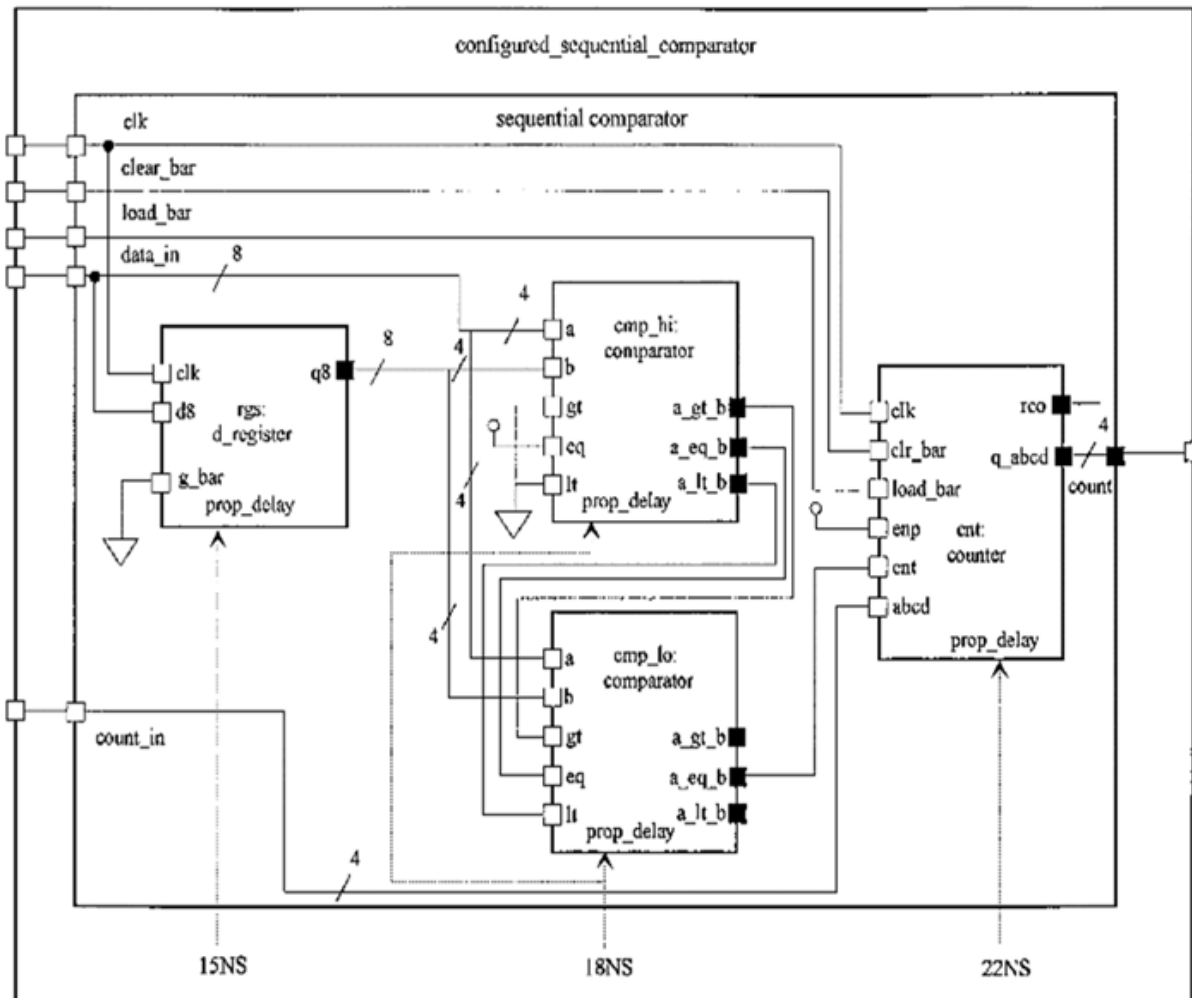 configured_sequential_comparator
clk
sequential comparator
clear_bar
load_bar
data_in
8
4
a
cmp_hi:
comparator
8
4
clk
q8
b
d8
rgs:
d_register
gt
a_gt_b
clk
rco
4
eq
a_eq_b
clr_bar
q_abcd
g_bar
4
lt
a_lt_b
load_bar
count
prop_delay
prop_delay
enp
cnt:
counter
cnt
4
abcd
a
cmp_lo:
comparator
prop_delay
b
count_in
gt
a_gt_b
eq
a_eq_b
lt
a_lt_b
prop_delay
4
15NS
18NS
22NS